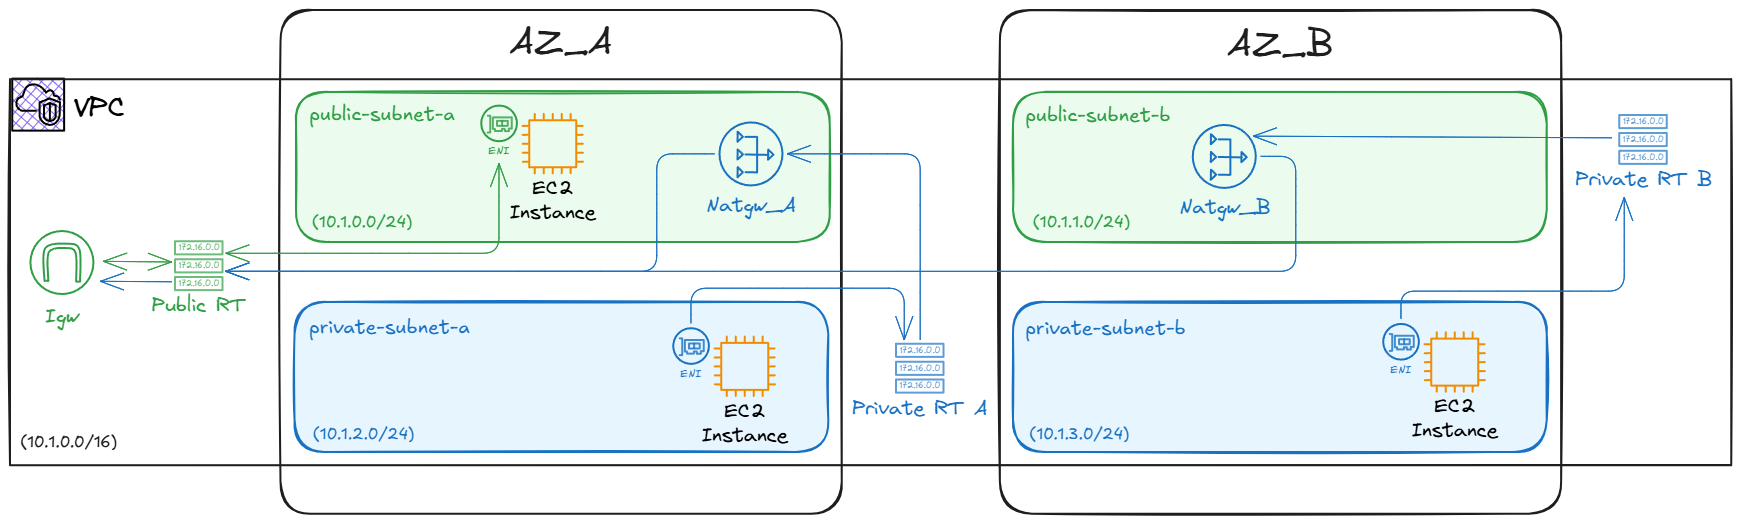 AZ_A
AZ_B
VPC
public-subnet-a
ENI
EC2
Instance
Natgw_A
(10.1.0.0/24)
public-subnet-b
Natgw_B
(10.1.1.0/24)
172.16.0.0
172.16.0.0
172.16.0.0
Private RT B
Igw
172.16.0.0
172.16.0.0
172.16.0.0
Public RT
private-subnet-a
ENI
EC2
Instance
(10.1.2.0/24)
172.16.0.0
172.16.0.0
172.16.0.0
Private RT A
private-subnet-b
ENI
EC2
Instance
(10.1.3.0/24)
(10.1.0.0/16)